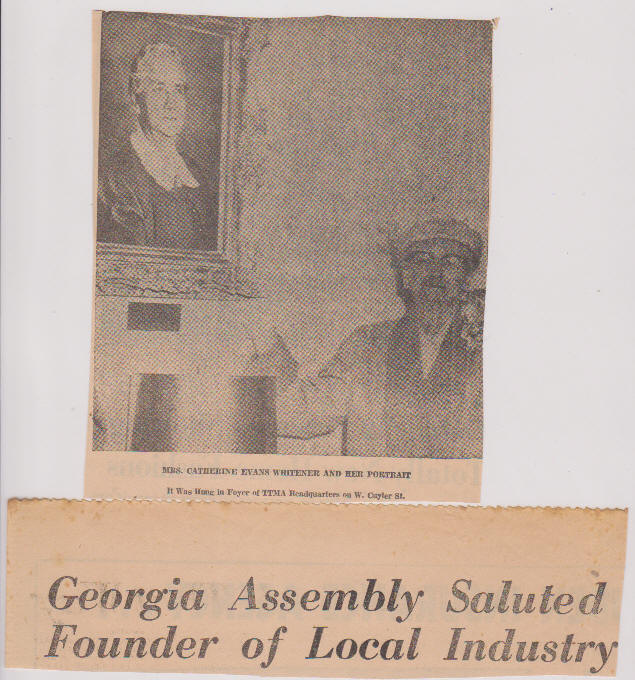 MRS. CATHERINE EVANS WHITENER AND HER PORTRAIT
It Was Hung in Foyer of TTMA Headquarters on W. Cuyler St.
Georgia Assembly Saluted
Founder of Local Industry